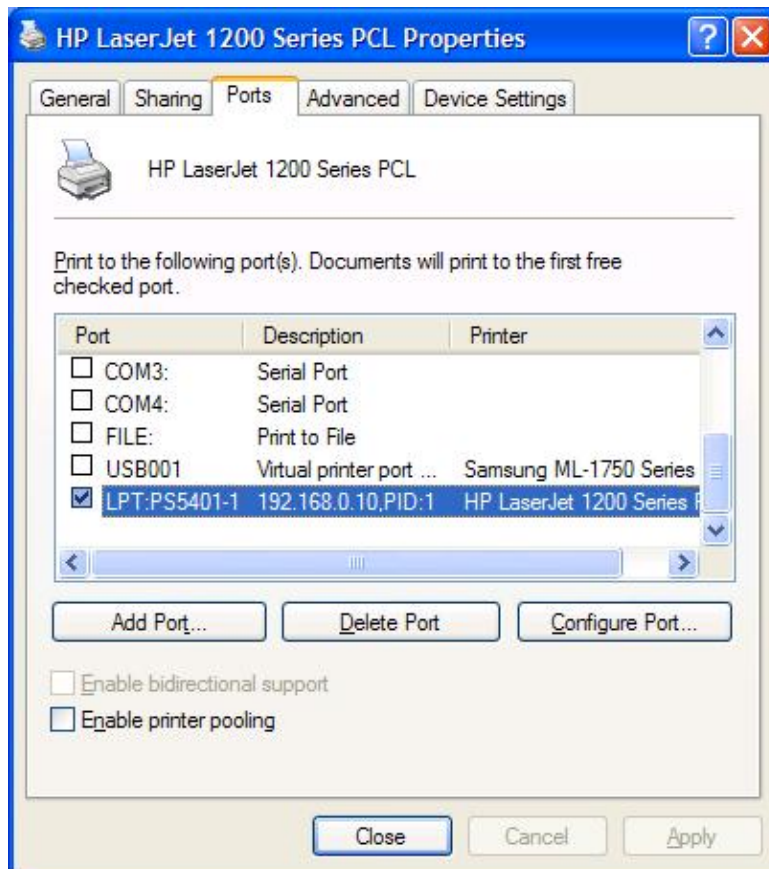 HP LaserJet 1200 Series PCL Properties
General Sharing Ports Advanced Device Settings
HP LaserJet 1200 Series PCL
Print to the following port(s). Documents will print to the first free
checked port.
Port Description Printer
COM3: Serial Port
COM4: Serial Port
FILE: Print to File
USB001 Virtual printer port ... Samsung ML-1750 Series
LPT:PS5401-1 192.168.0.10,PID:1 HP LaserJet 1200 Series P
Add Port... Delete Port Configure Port...
Enable bidirectional support
Enable printer pooling
Close Cancel Apply